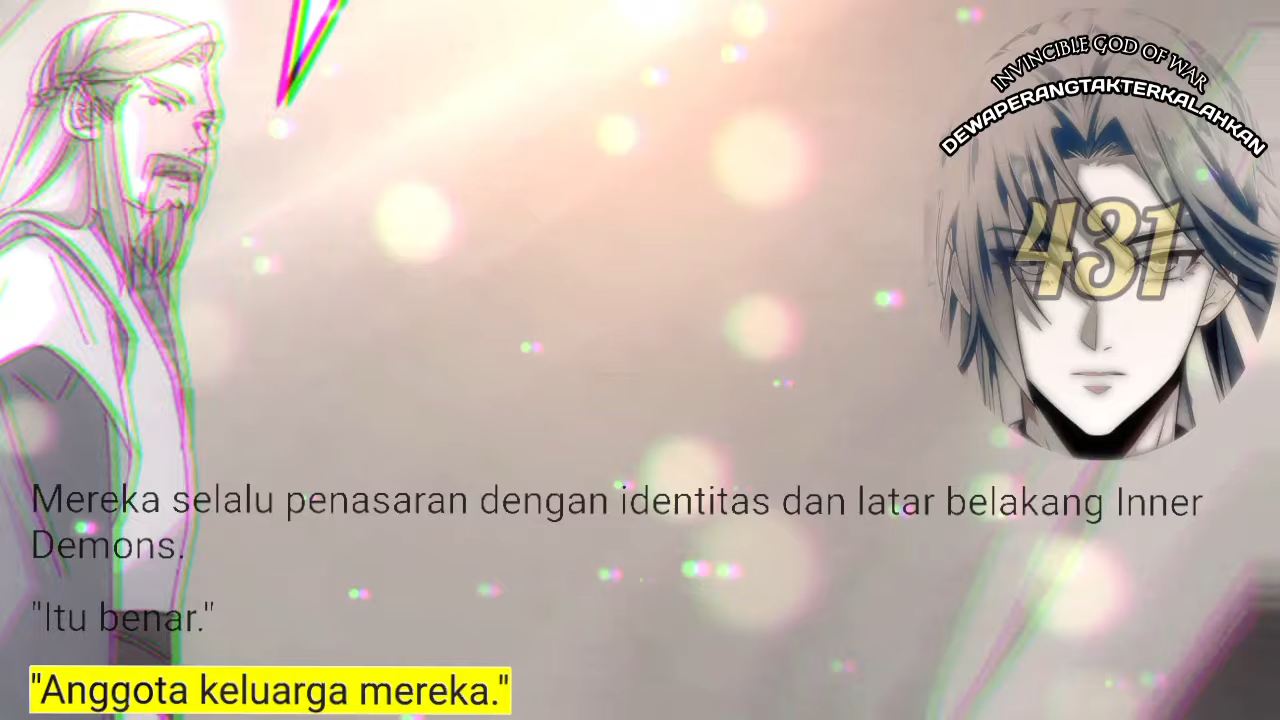 INVINCIBLE GOD OF WAR
DEWAPERANGTAKTERKALAHKAN
431
Mereka selalu penasaran dengan identitas dan latar belakang Inner
Demons.
"Itu benar."
"Anggota keluarga mereka."